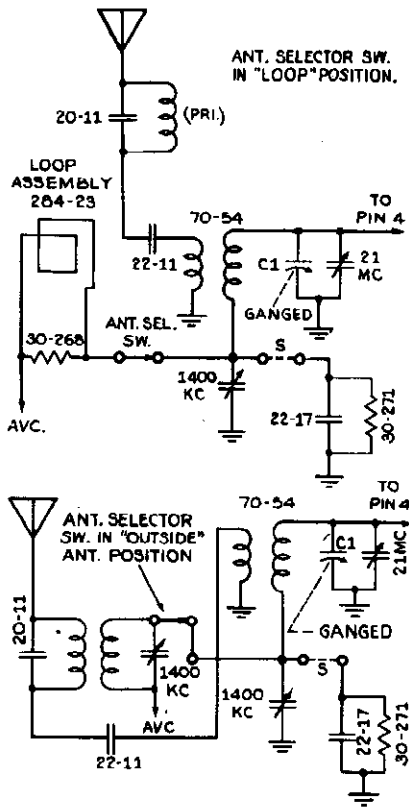 ANT. SELECTOR SW.
IN "LOOP" POSITION.
20-11
(PRI.)
LOOP
ASSEMBLY
284-23
70-54
TO
PIN 4
22-11
C1
21
MC
GANGED
30-268
ANT. SEL.
SW.
S
1400
KC
22-17
30-271
AVC.
TO
PIN 4
70-54
ANT. SELECTOR
SW. IN "OUTSIDE"
ANT. POSITION
C1
21MC
20-11
GANGED
1400
KC
S
1400
KC
AVC
22-11
22-17
30-271